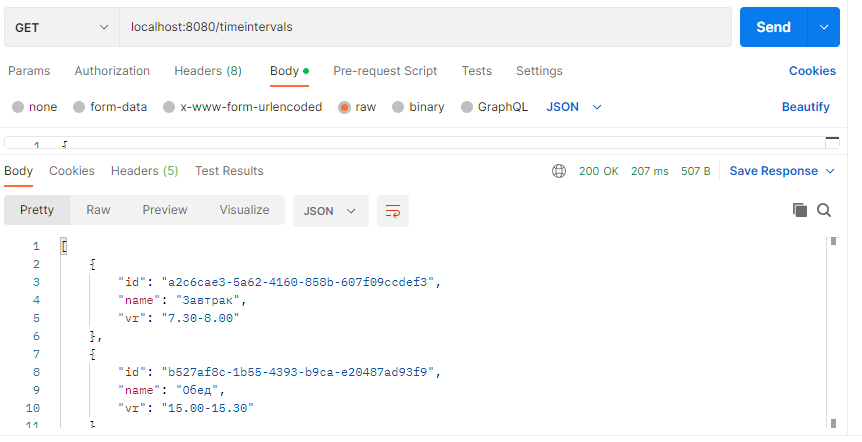 GET localhost:8080/timeintervals Send
Params Authorization Headers (8) Body Pre-request Script Tests Settings Cookies
none form-data x-www-form-urlencoded raw binary GraphQL JSON Beautify
1 {
Body Cookies Headers (5) Test Results 200 OK 207 ms 507 B Save Response
Pretty Raw Preview Visualize JSON
1 [
2 {
3 "id": "a2c6cae3-5a62-4160-858b-607f09ccdef3",
4 "name": "Завтрак",
5 "vr": "7.30-8.00"
6 },
7 {
8 "id": "b527af8c-1b55-4393-b9ca-e20487ad93f9",
9 "name": "Обед",
10 "vr": "15.00-15.30"
11 }